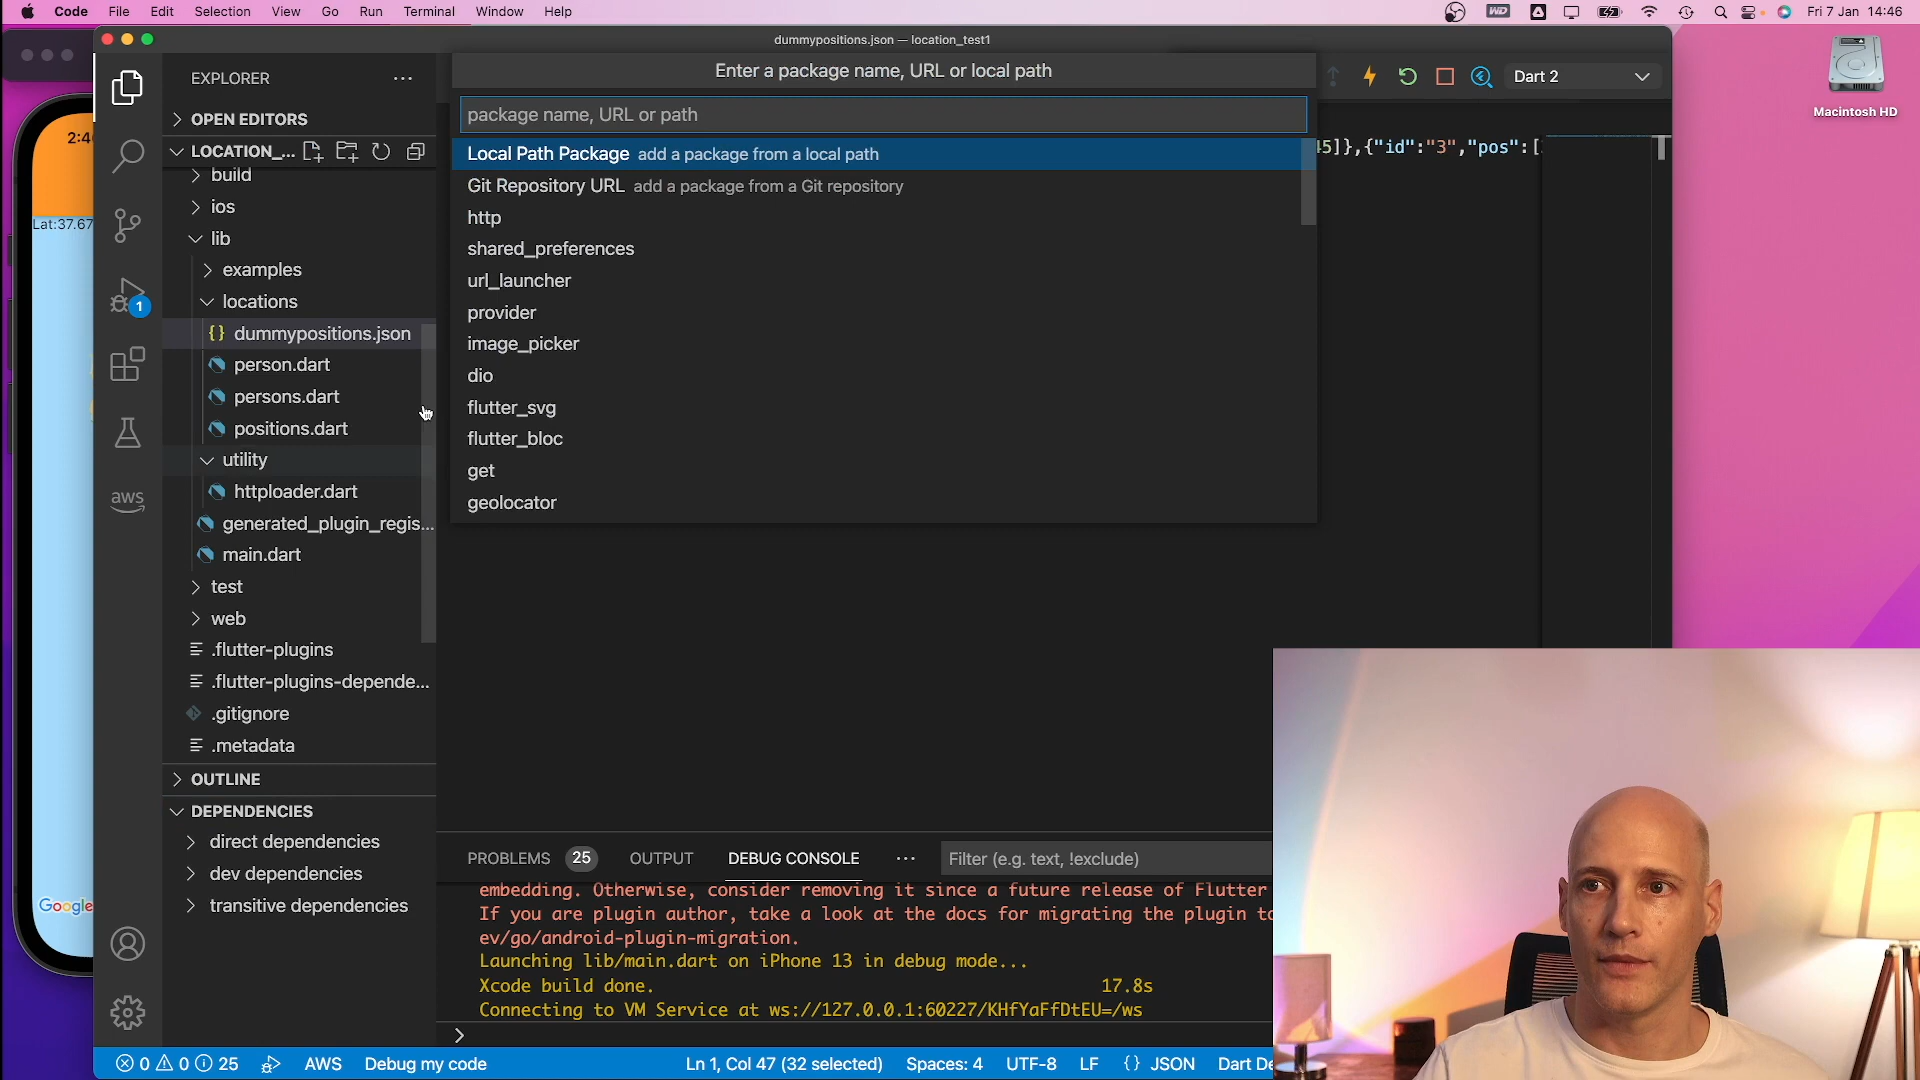 Code File Edit Selection View Go Run Terminal Window Help
WD
Fri 7 Jan 14:46
Macintosh HD
dummypositions.json — location_test1
EXPLORER
OPEN EDITORS
LOCATION_...
build
ios
lib
examples
locations
{} dummypositions.json
person.dart
persons.dart
positions.dart
utility
httploader.dart
generated_plugin_regis...
main.dart
test
web
.flutter-plugins
.flutter-plugins-depende...
.gitignore
.metadata
OUTLINE
DEPENDENCIES
direct dependencies
dev dependencies
transitive dependencies
1
aws
Lat:37.67
Google
Enter a package name, URL or local path
package name, URL or path
Local Path Package add a package from a local path
Git Repository URL add a package from a Git repository
http
shared_preferences
url_launcher
provider
image_picker
dio
flutter_svg
flutter_bloc
get
geolocator
Dart 2
]},{"id":"3","pos":[
PROBLEMS 25 OUTPUT DEBUG CONSOLE ... Filter (e.g. text, !exclude)
embedding. Otherwise, consider removing it since a future release of Flutter
If you are plugin author, take a look at the docs for migrating the plugin to
ev/go/android-plugin-migration.
Launching lib/main.dart on iPhone 13 in debug mode...
Xcode build done. 17.8s
Connecting to VM Service at ws://127.0.0.1:60227/KHfYaFfDtEU=/ws
>
0 0 25 AWS Debug my code Ln 1, Col 47 (32 selected) Spaces: 4 UTF-8 LF {} JSON Dart De